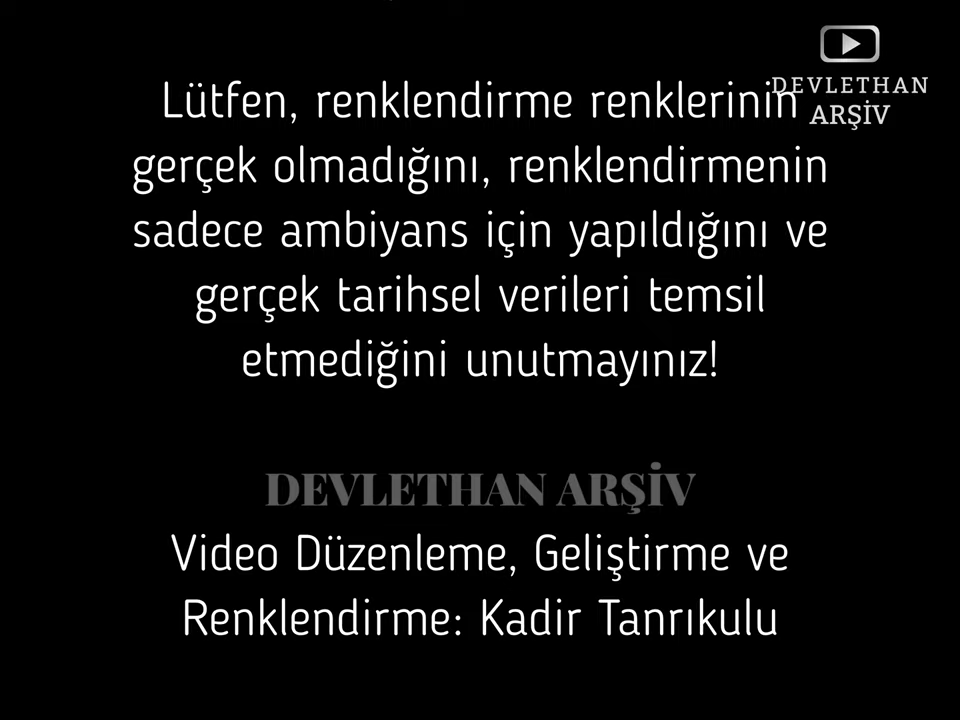 DEVLETHAN
ARŞİV
Lütfen, renklendirme renklerinin
gerçek olmadığını, renklendirmenin
sadece ambiyans için yapıldığını ve
gerçek tarihsel verileri temsil
etmediğini unutmayınız!
DEVLETHAN ARŞİV
Video Düzenleme, Geliştirme ve
Renklendirme: Kadir Tanrıkulu